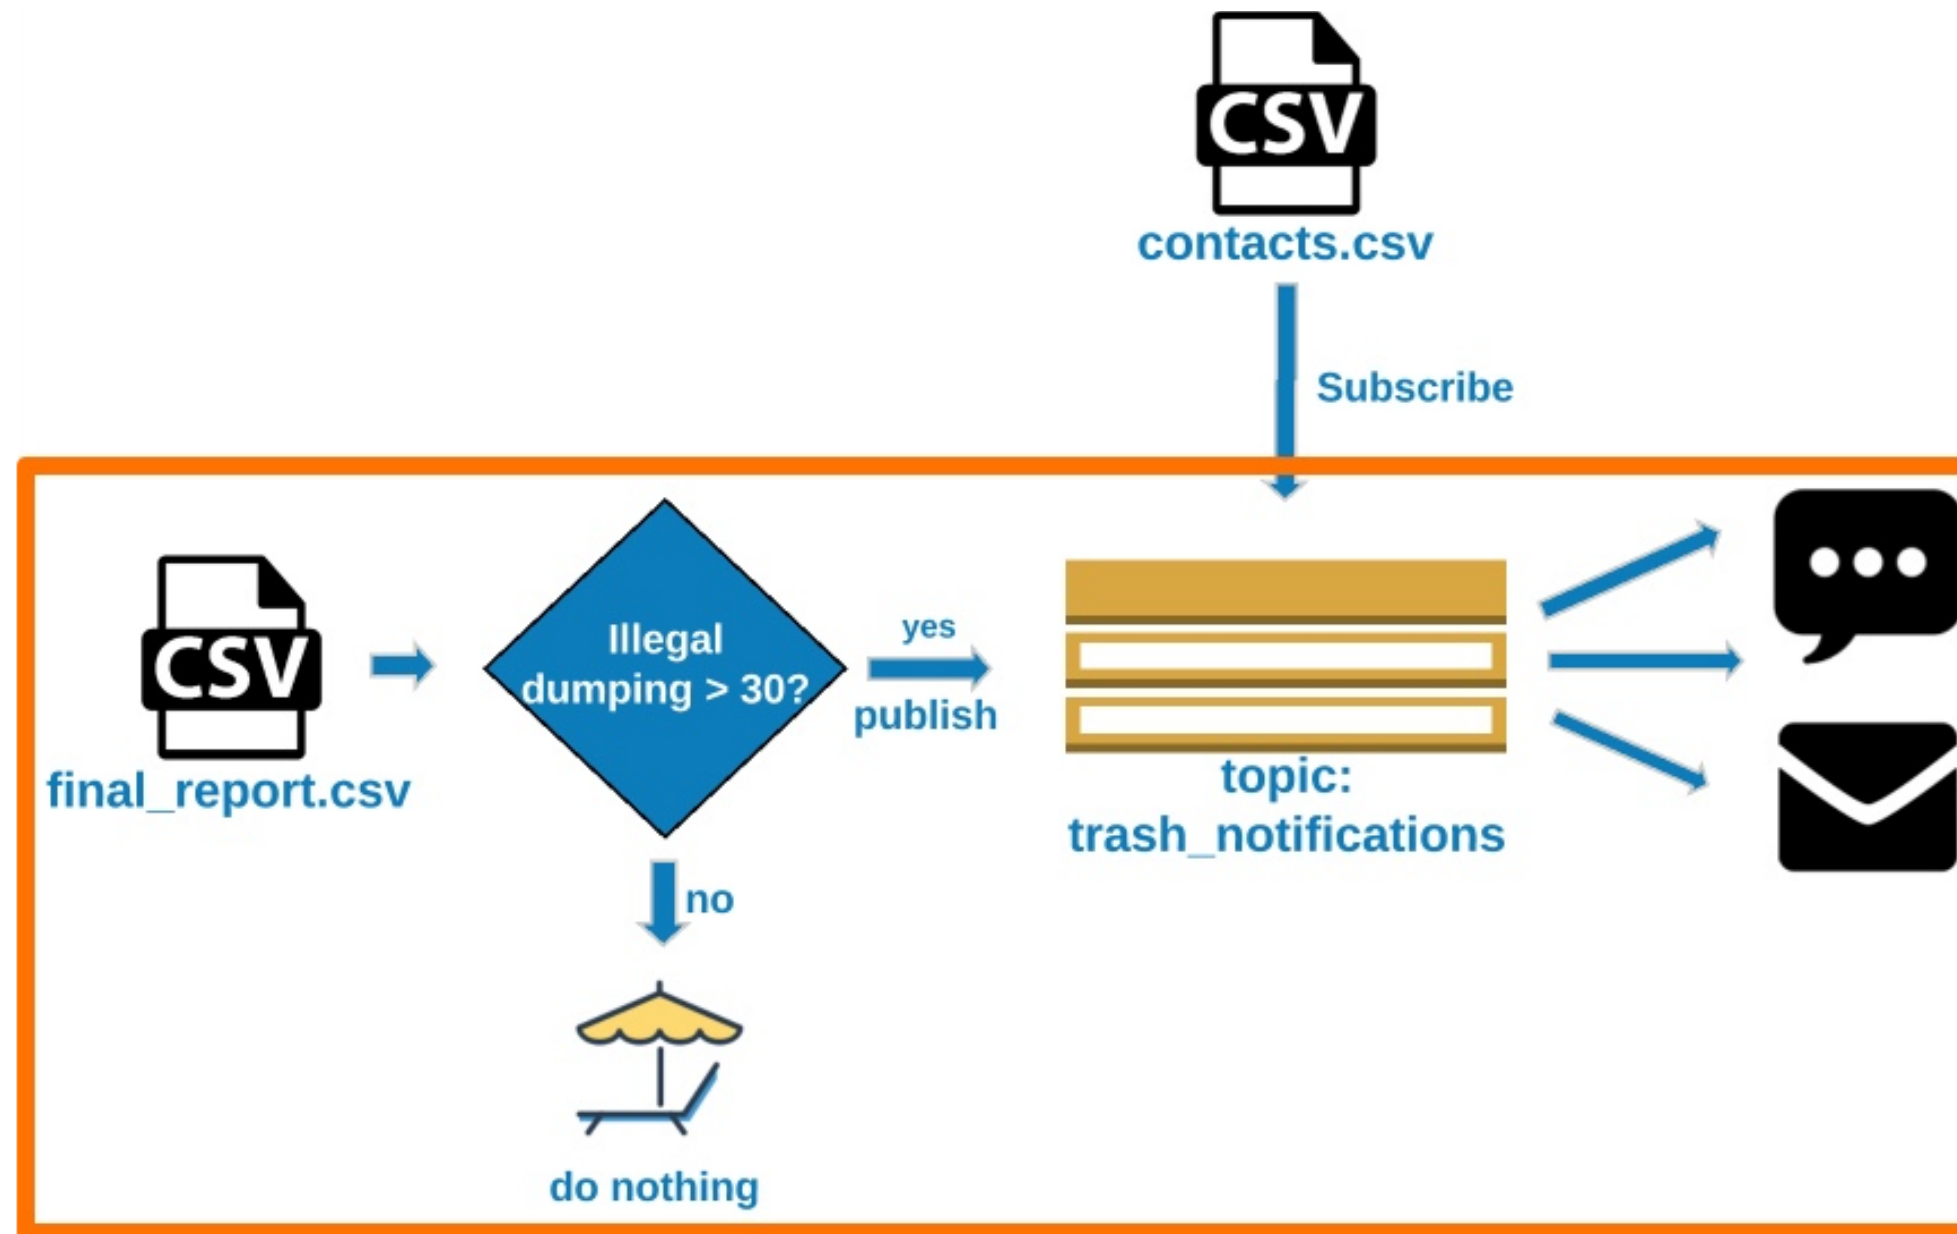 CSV
contacts.csv
Subscribe
CSV
final_report.csv
Illegal
dumping > 30?
yes
publish
no
do nothing
topic:
trash_notifications